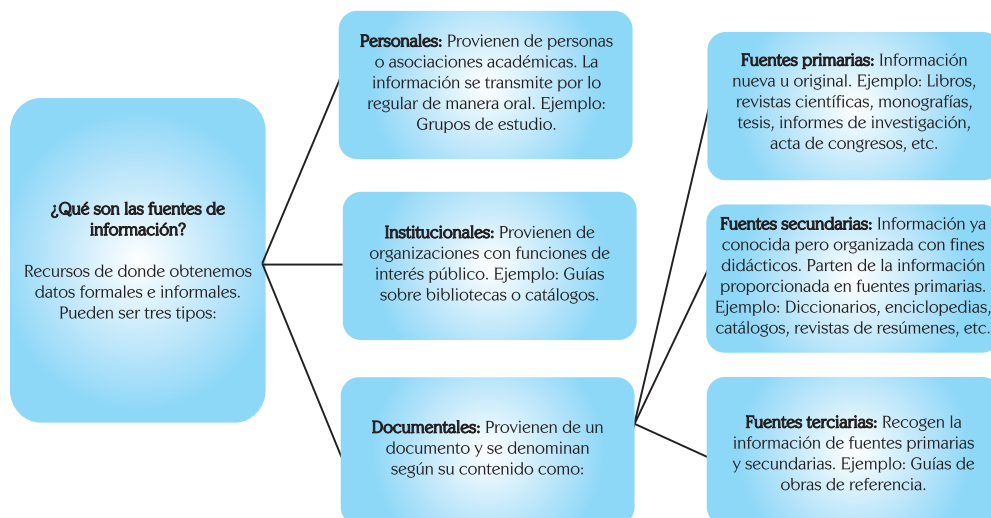 ¿Qué son las fuentes de
información?
Recursos de donde obtenemos
datos formales e informales.
Pueden ser tres tipos:
Personales: Provienen de personas
o asociaciones académicas. La
información se transmite por lo
regular de manera oral. Ejemplo:
Grupos de estudio.
Institucionales: Provienen de
organizaciones con funciones de
interés público. Ejemplo: Guías
sobre bibliotecas o catálogos.
Documentales: Provienen de un
documento y se denominan
según su contenido como:
Fuentes primarias: Información
nueva u original. Ejemplo: Libros,
revistas científicas, monografías,
tesis, informes de investigación,
acta de congresos, etc.
Fuentes secundarias: Información ya
conocida pero organizada con fines
didácticos. Parten de la información
proporcionada en fuentes primarias.
Ejemplo: Diccionarios, enciclopedias,
catálogos, revistas de resúmenes, etc.
Fuentes terciarias: Recogen la
información de fuentes primarias
y secundarias. Ejemplo: Guías de
obras de referencia.